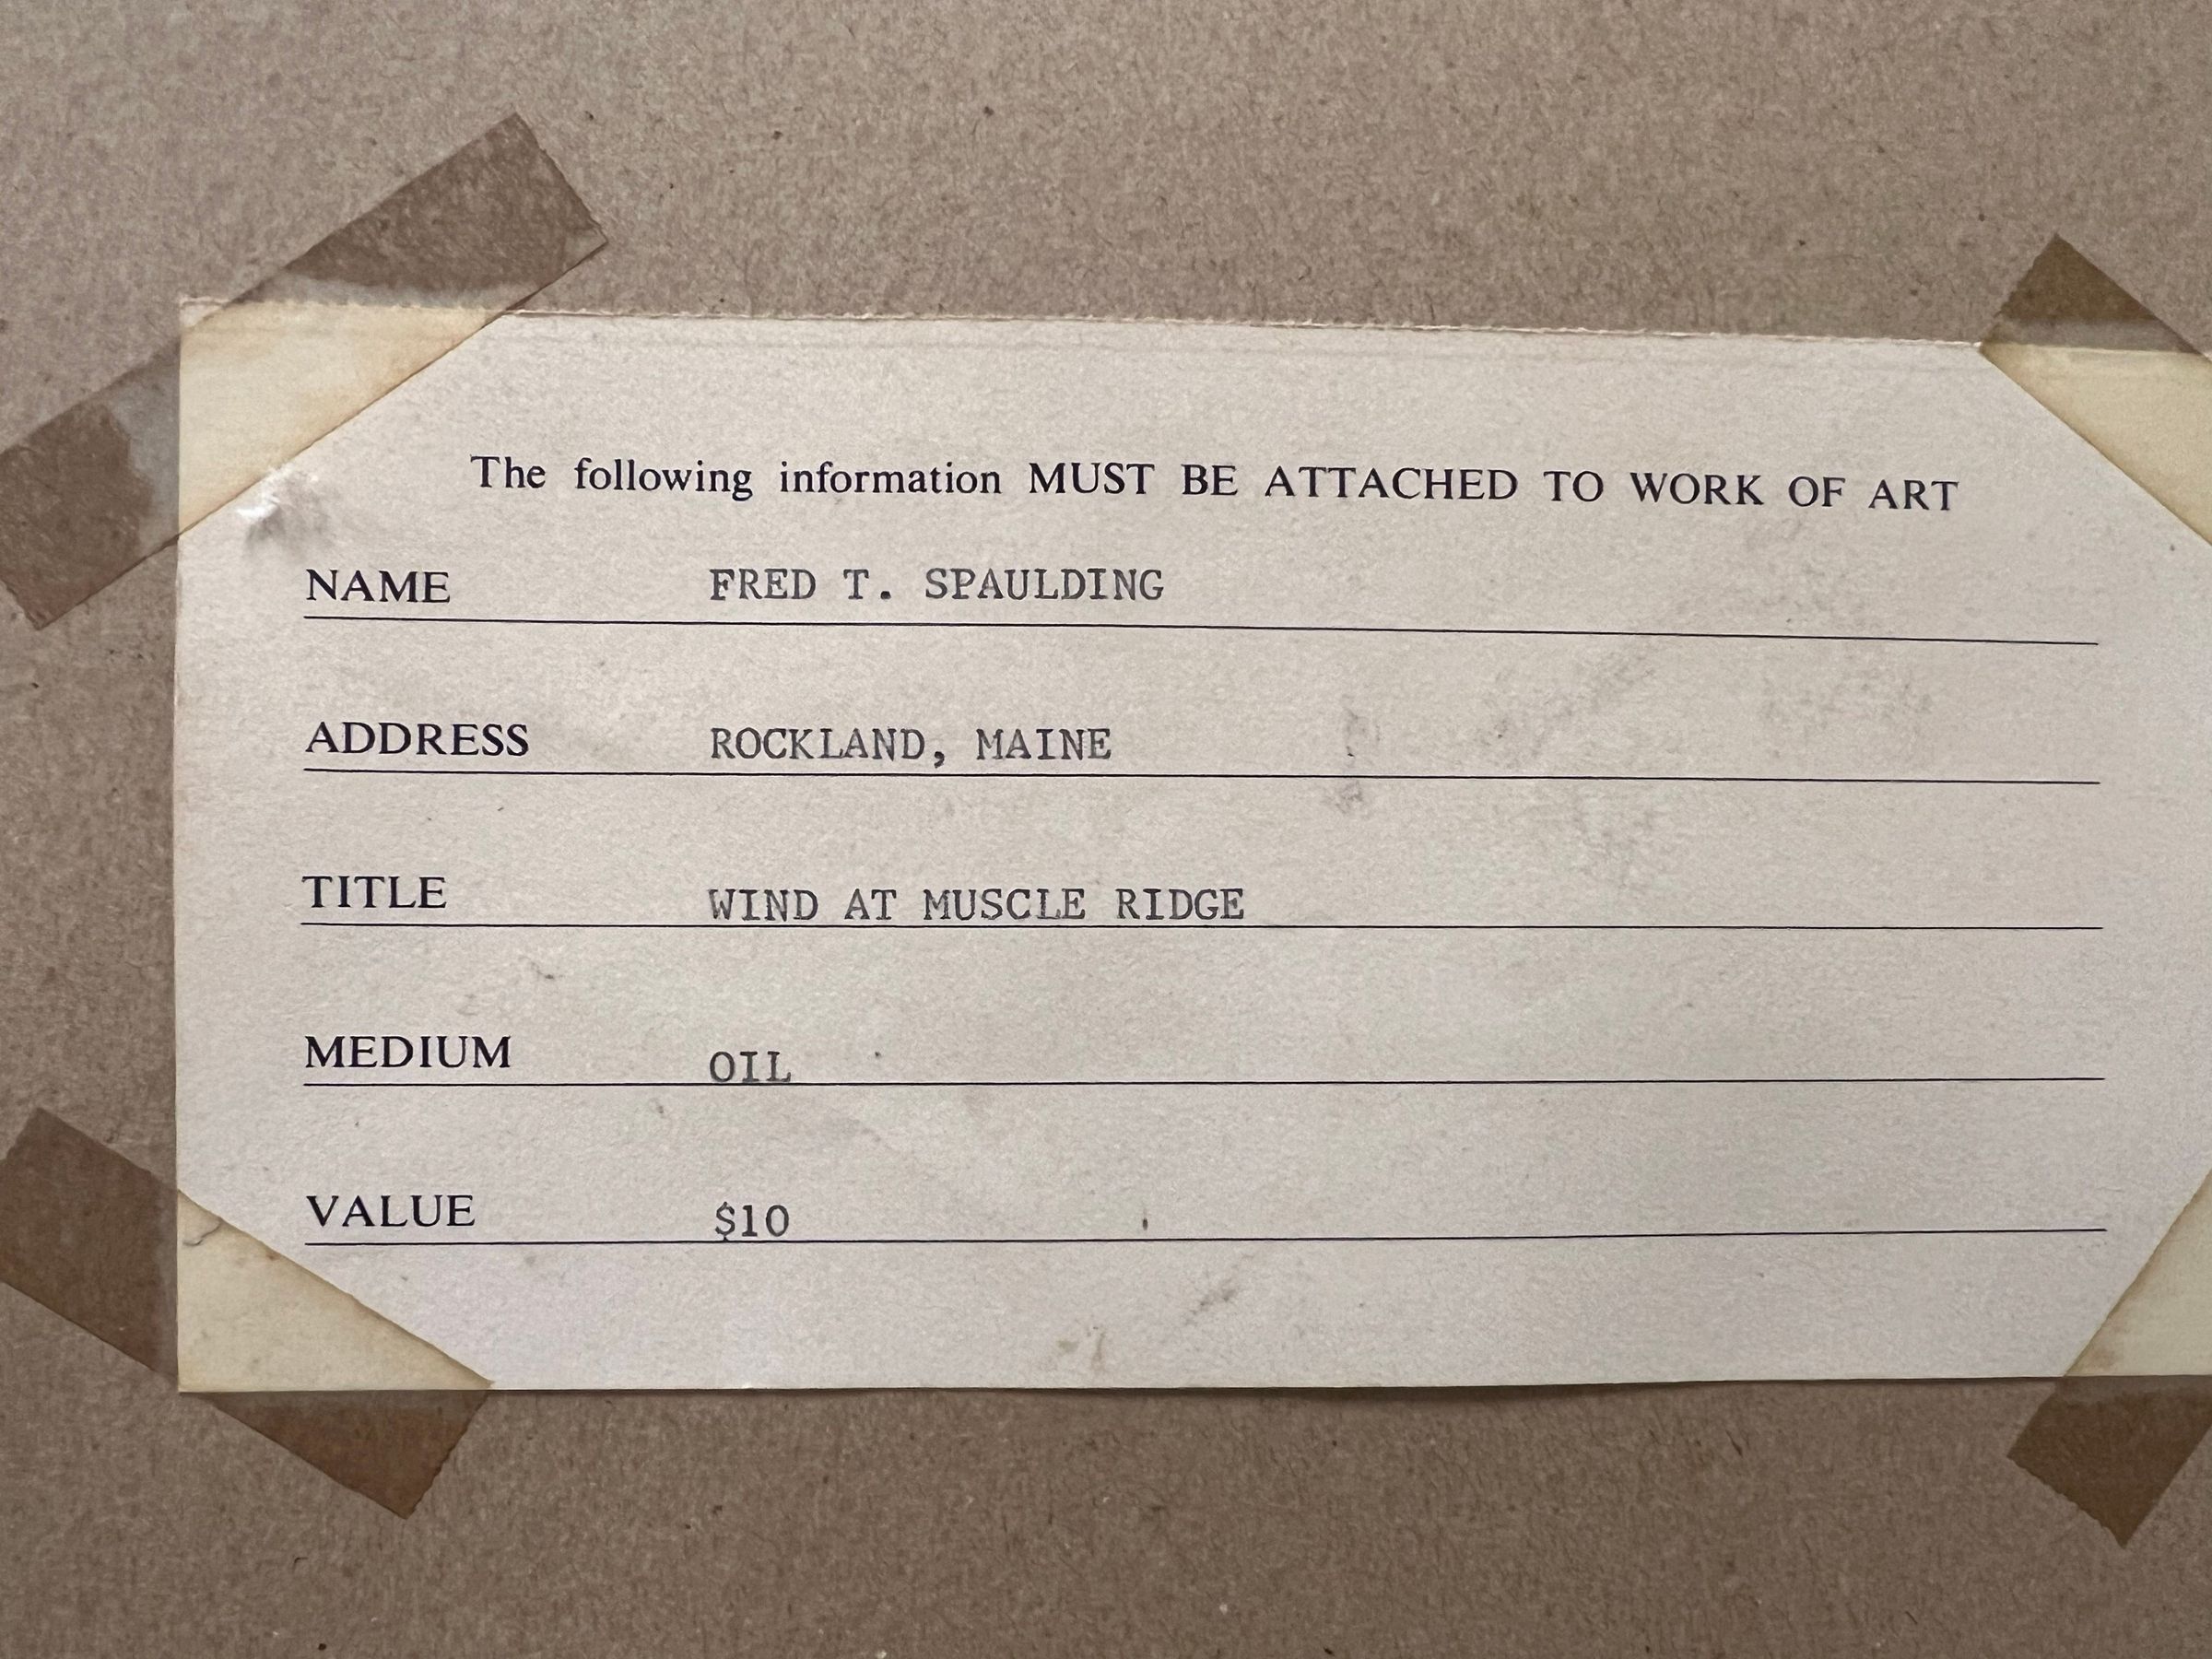 The following information MUST BE ATTACHED TO WORK OF ART
NAME FRED T. SPAULDING
ADDRESS ROCKLAND, MAINE
TITLE WIND AT MUSCLE RIDGE
MEDIUM OIL
VALUE $10